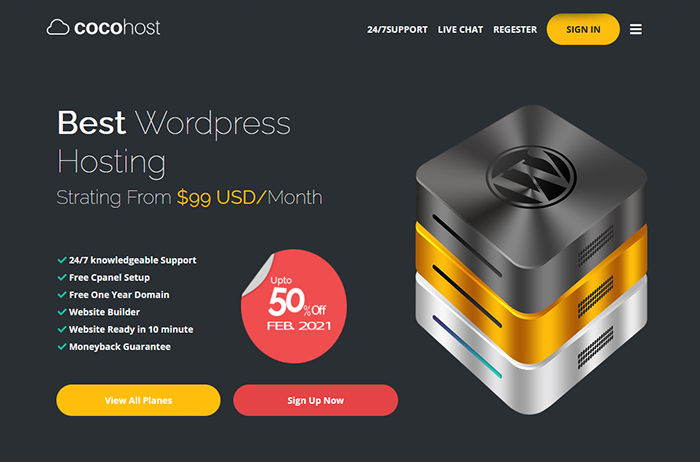 cocohost
24/7SUPPORT LIVE CHAT REGESTER SIGN IN
Best Wordpress
Hosting
Strating From $99 USD/Month
24/7 knowledgeable Support
Free Cpanel Setup
Free One Year Domain
Website Builder
Website Ready in 10 minute
Moneyback Guarantee
Upto
50%Off
FEB. 2021
View All Planes
Sign Up Now
W